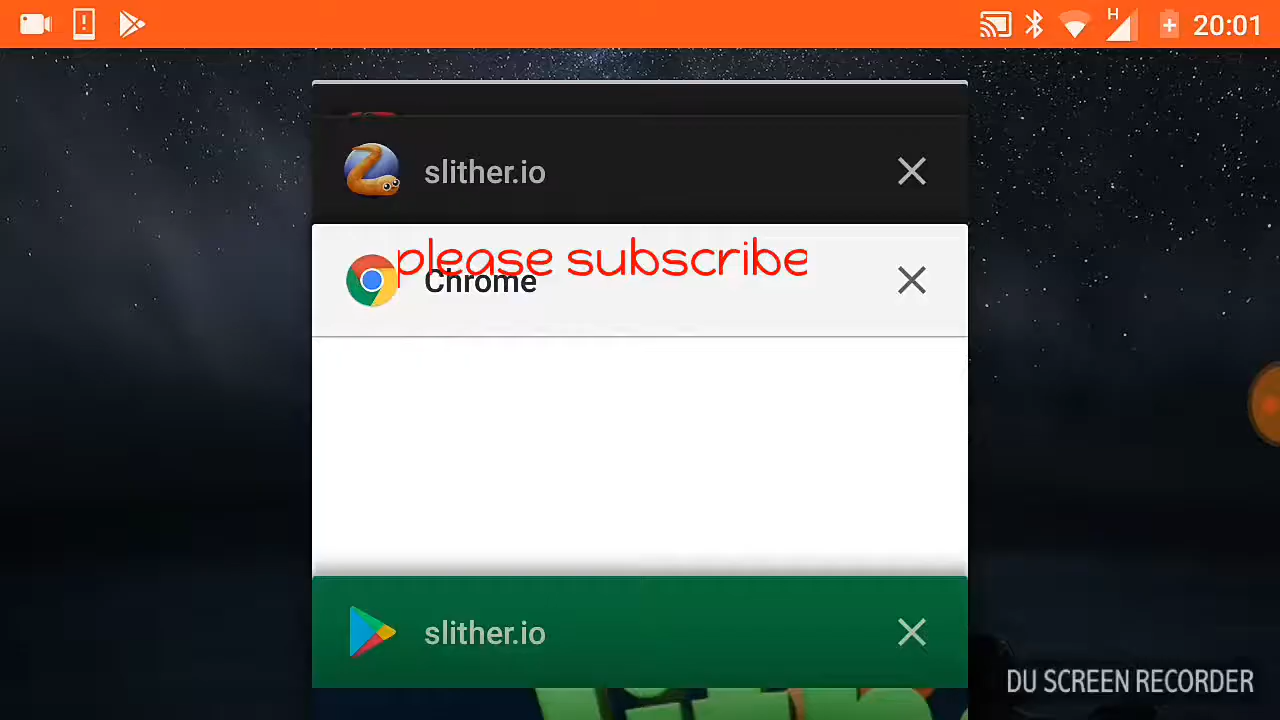 H
20:01
slither.io
please subscribe
Chrome
slither.io
DU SCREEN RECORDER